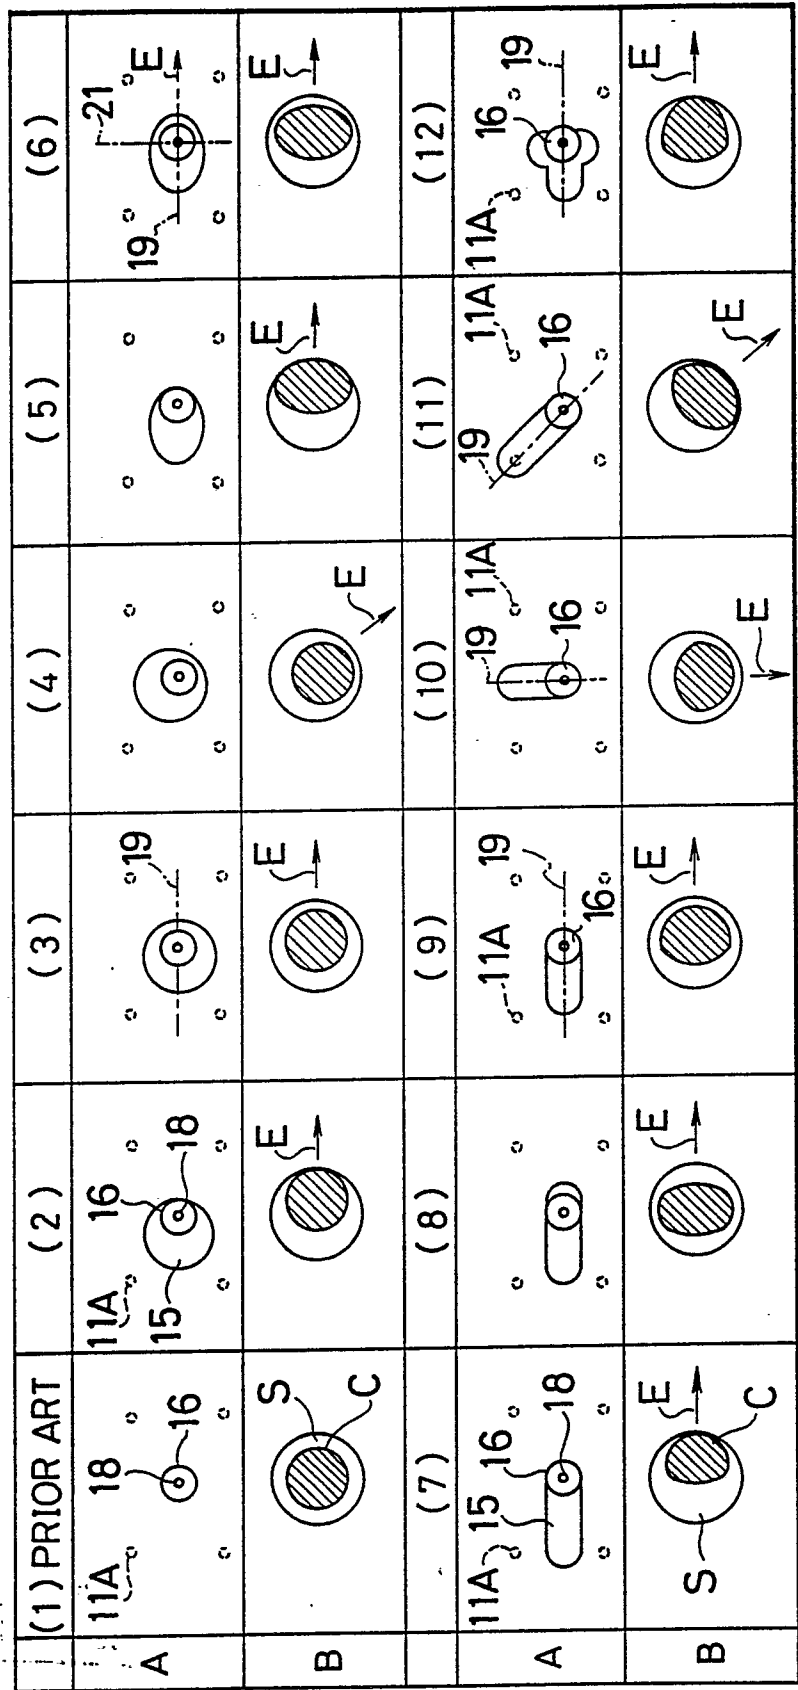 (1) PRIOR ART (2) (3) (4) (5) (6)
A
11A 18 16
11A 16 15 18
19
21 19 E
B
S C
E
E
E
E
E
(7) (8) (9) (10) (11) (12)
A
11A 15 16 18
11A 19 16
19 11A 16
19 11A 16
11A 16 19
B
S E C
E
E
E
E
E